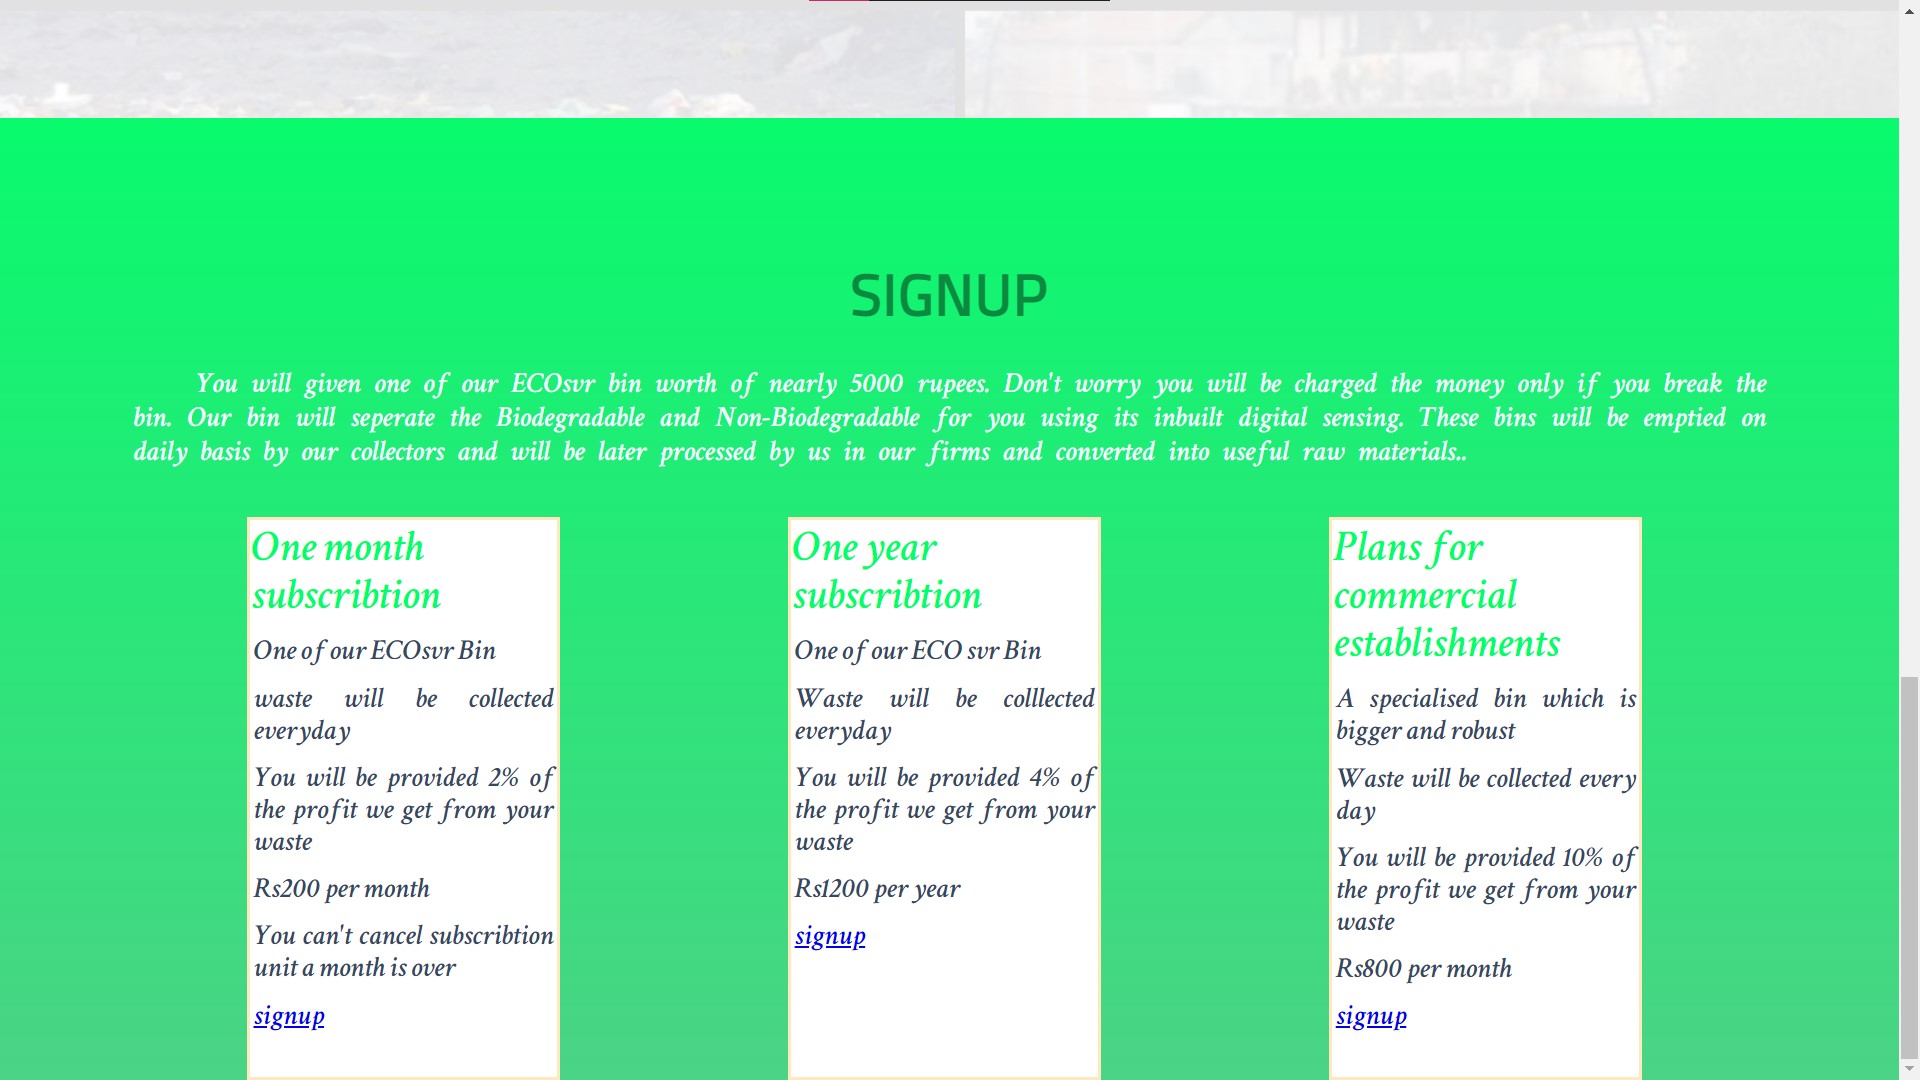 SIGNUP
You will given one of our ECOsvr bin worth of nearly 5000 rupees. Don't worry you will be charged the money only if you break the
bin. Our bin will seperate the Biodegradable and Non-Biodegradable for you using its inbuilt digital sensing. These bins will be emptied on
daily basis by our collectors and will be later processed by us in our firms and converted into useful raw materials..
One month
subscribtion
One of our ECOsvr Bin
waste will be collected
everyday
You will be provided 2% of
the profit we get from your
waste
Rs200 per month
You can't cancel subscribtion
unit a month is over
signup
One year
subscribtion
One of our ECO svr Bin
Waste will be colllected
everyday
You will be provided 4% of
the profit we get from your
waste
Rs1200 per year
signup
Plans for
commercial
establishments
A specialised bin which is
bigger and robust
Waste will be collected every
day
You will be provided 10% of
the profit we get from your
waste
Rs800 per month
signup